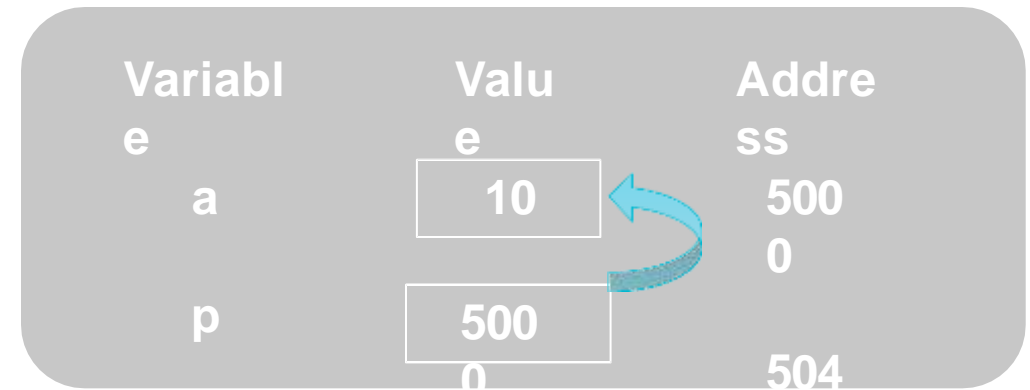 Variabl Valu Addre
e e ss
a 10 500
0
p 500
0 504